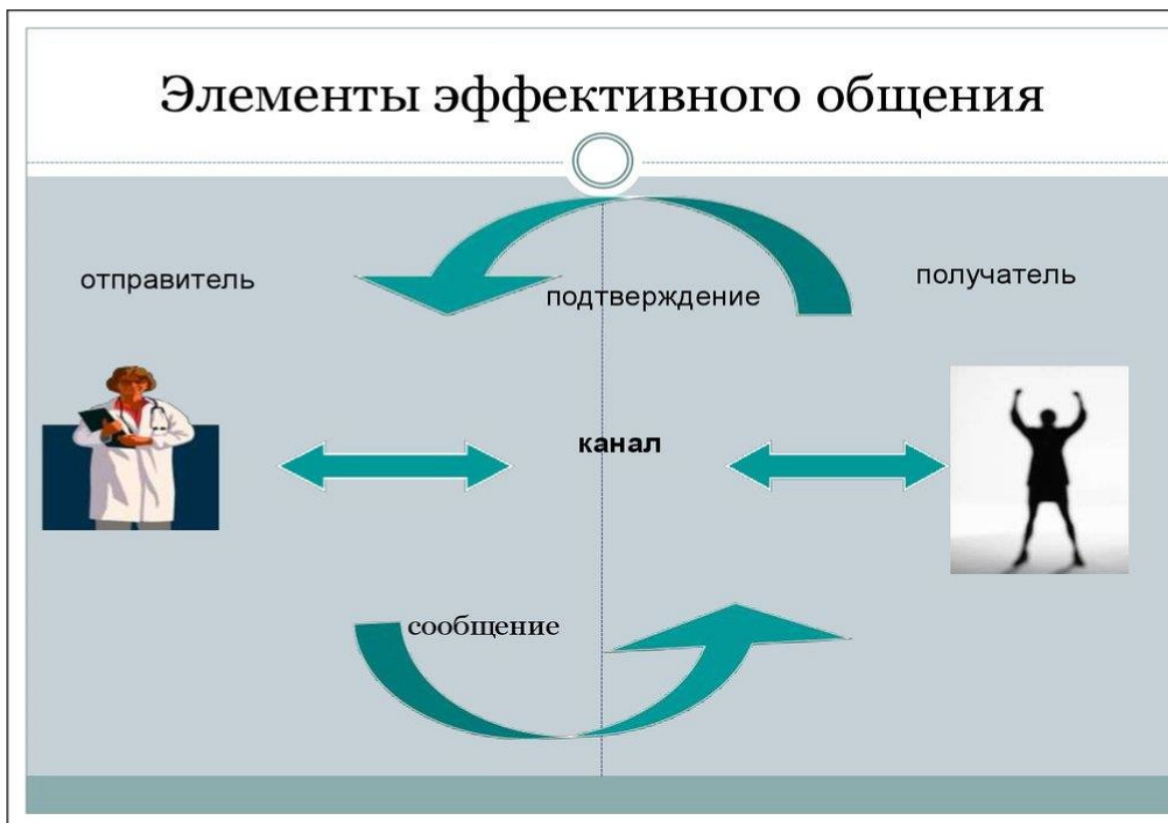 Элементы эффективного общения
отправитель
подтверждение
получатель
канал
сообщение